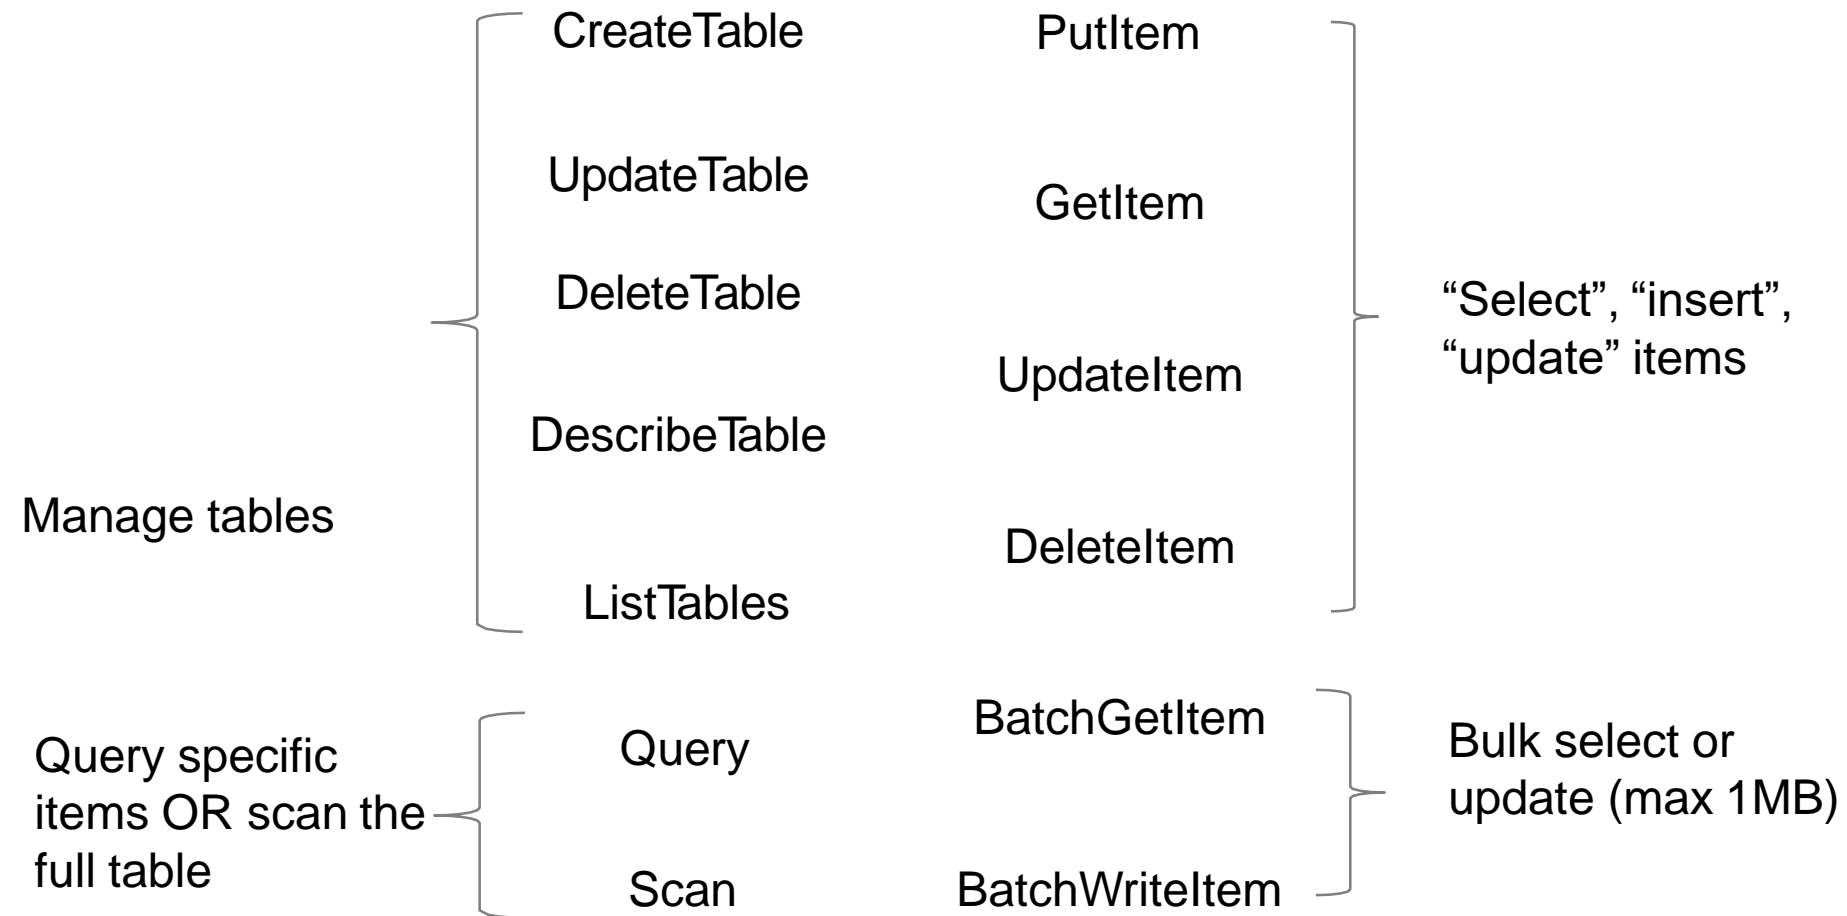 Manage tables
CreateTable
UpdateTable
DeleteTable
DescribeTable
ListTables
PutItem
GetItem
UpdateItem
DeleteItem
“Select”, “insert”,
“update” items
Query specific
items OR scan the
full table
Query
Scan
BatchGetItem
BatchWriteItem
Bulk select or
update (max 1MB)